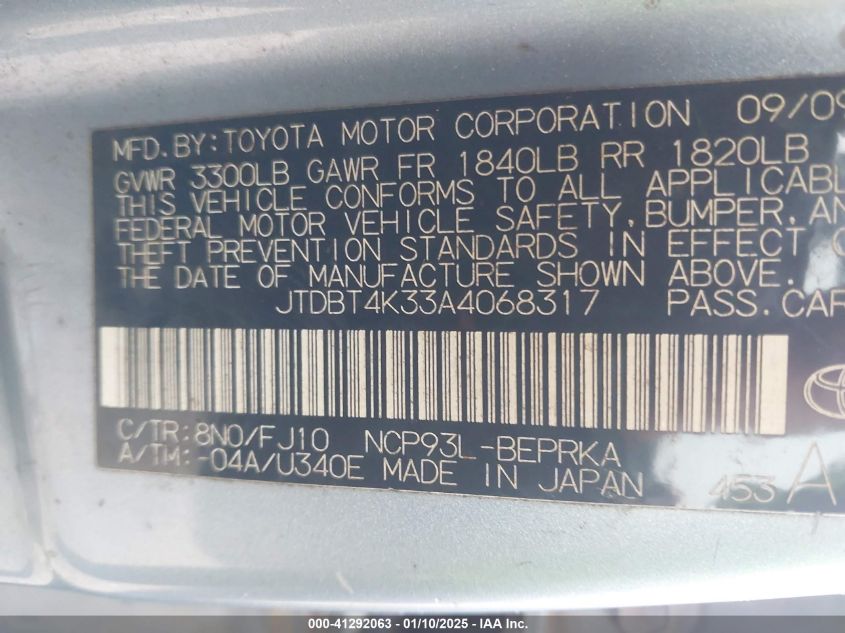 MFD. BY: TOYOTA MOTOR CORPORATION 09/09
GVWR 3300LB GAWR FR 1840LB RR 1820LB
THIS VEHICLE CONFORMS TO ALL APPLICABL
FEDERAL MOTOR VEHICLE SAFETY, BUMPER, AN
THEFT PREVENTION STANDARDS IN EFFECT O
THE DATE OF MANUFACTURE SHOWN ABOVE.
JTDBT4K33A4068317 PASS. CAR
C/TR: 8N0/FJ10 NCP93L-BEPRKA
A/TM: -04A/U340E MADE IN JAPAN 453 A
000-41292063 - 01/10/2025 - IAA Inc.